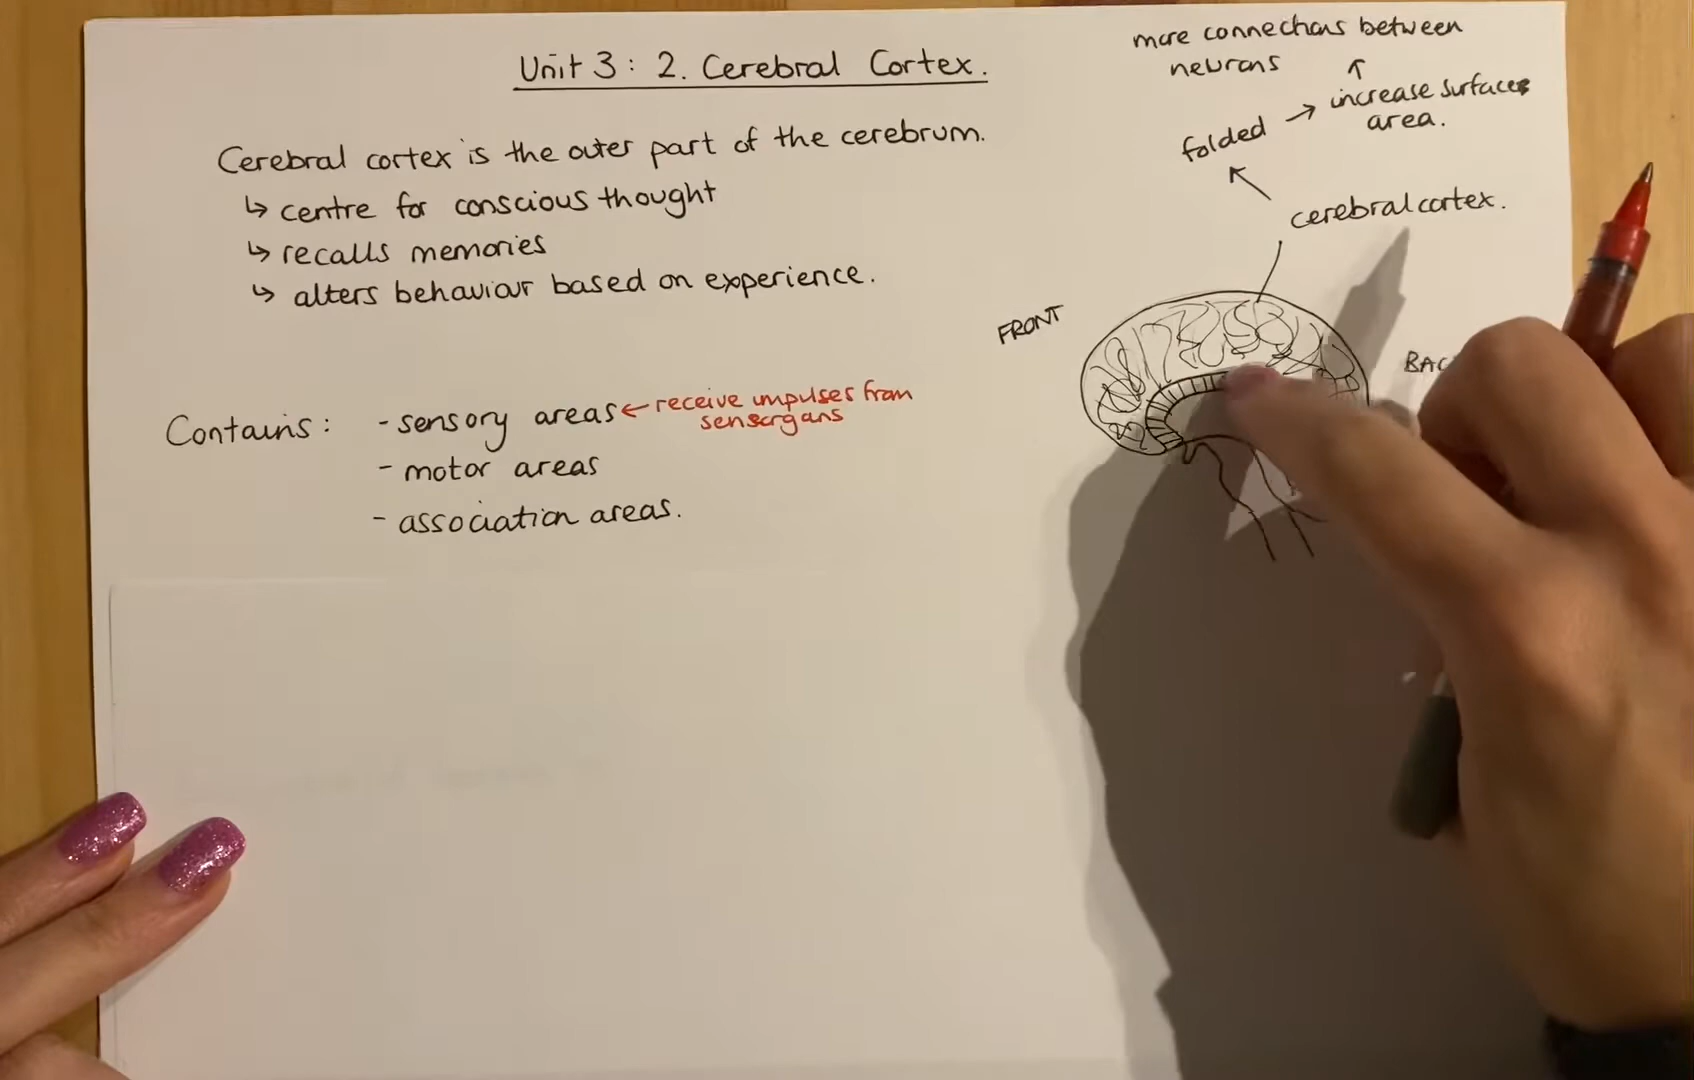 Unit 3: 2. Cerebral Cortex.
Cerebral cortex is the outer part of the cerebrum.
↳ centre for conscious thought
↳ recalls memories
↳ alters behaviour based on experience.
Contains: - sensory areas ← receive impulses from
sense organs
- motor areas
- association areas.
more connections between
neurons ↑
folded → increase surface
area.
cerebral cortex.
FRONT
BAC